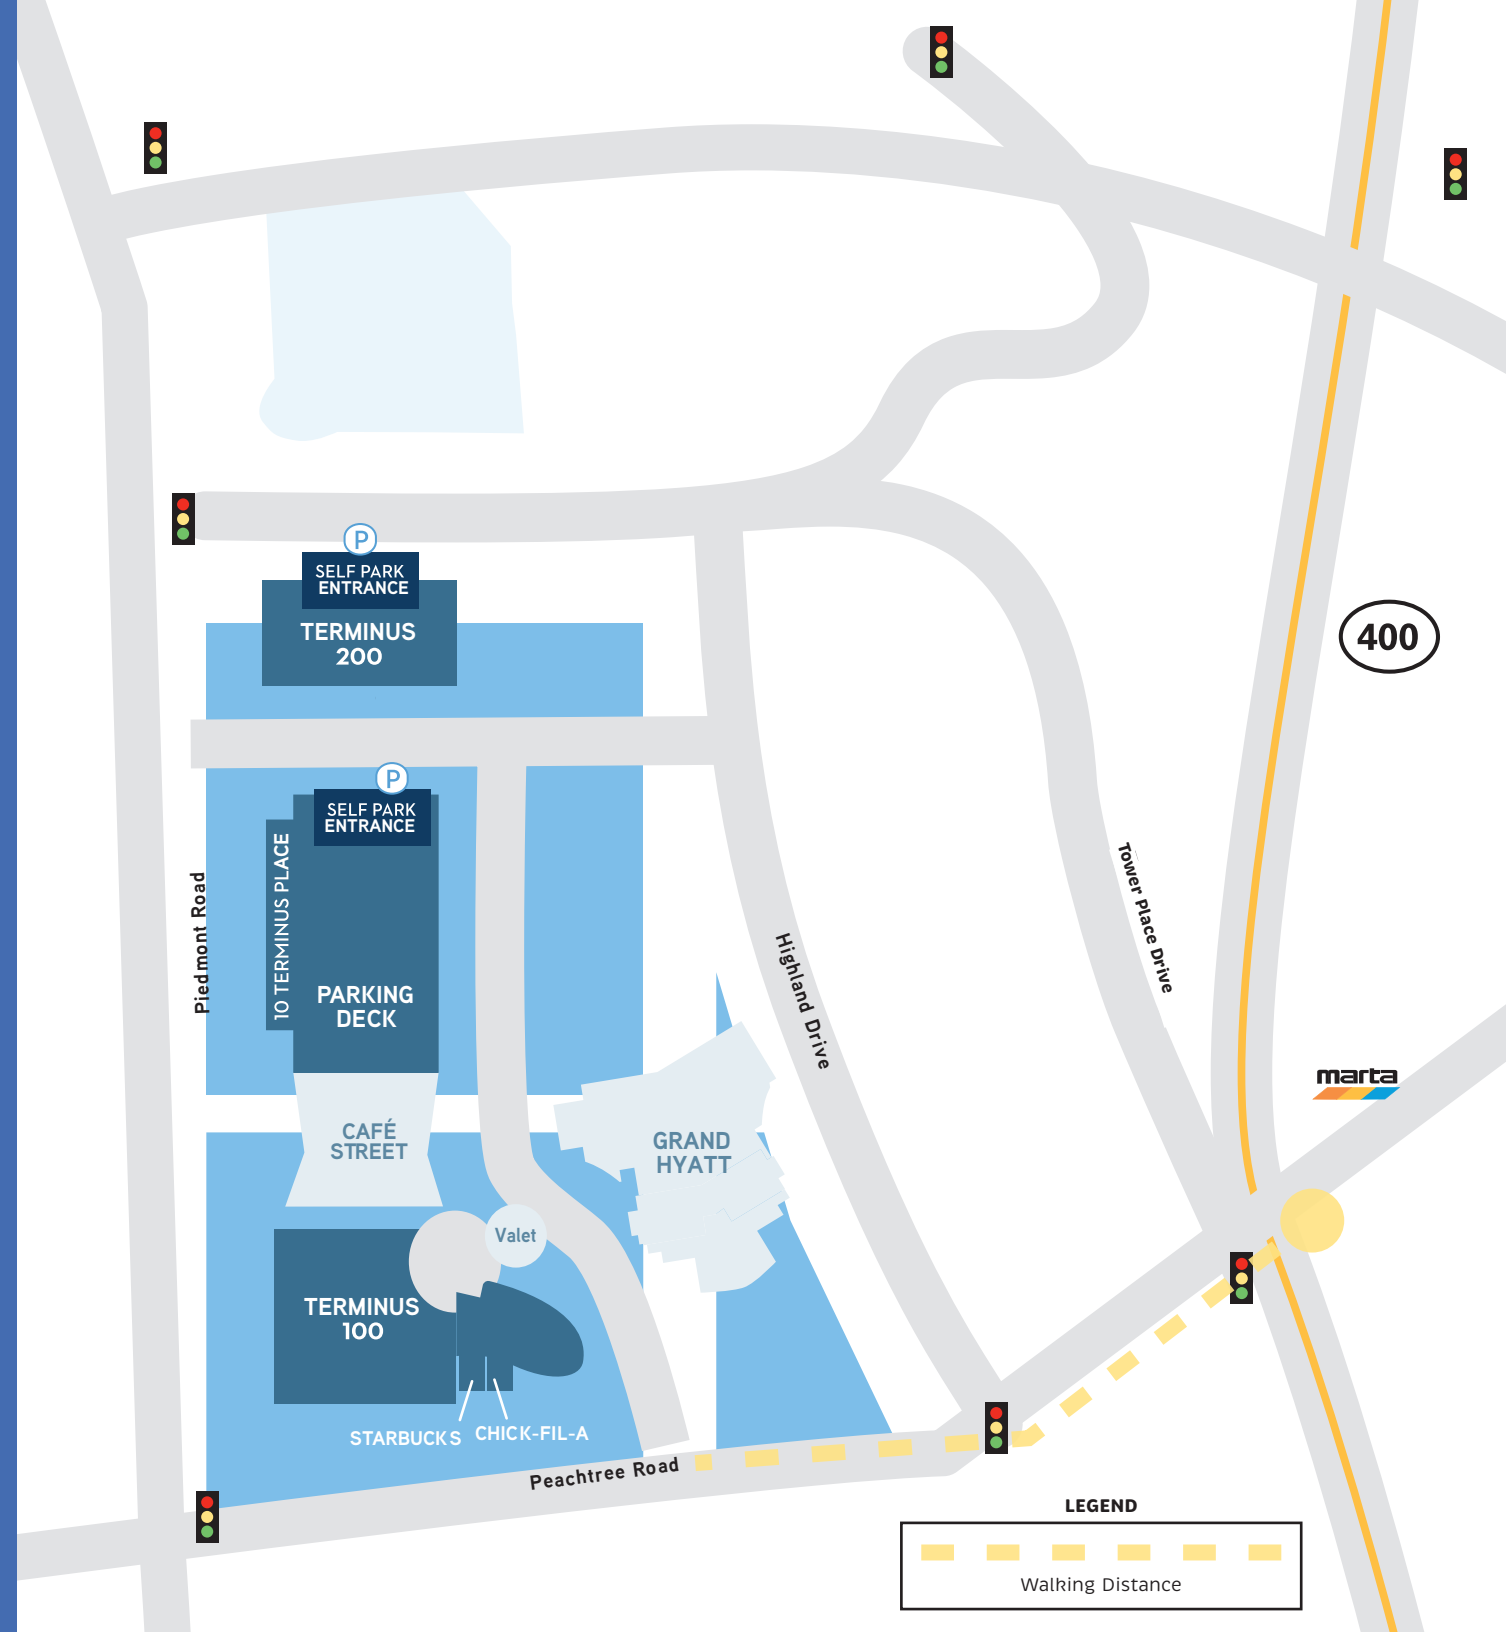 P
SELF PARK
ENTRANCE
TERMINUS
200
400
P
SELF PARK
ENTRANCE
10 TERMINUS PLACE
Piedmont Road
PARKING
DECK
Tower Place Drive
Highland Drive
marta
CAFÉ
STREET
GRAND
HYATT
Valet
TERMINUS
100
STARBUCKS
CHICK-FIL-A
Peachtree Road
LEGEND
Walking Distance